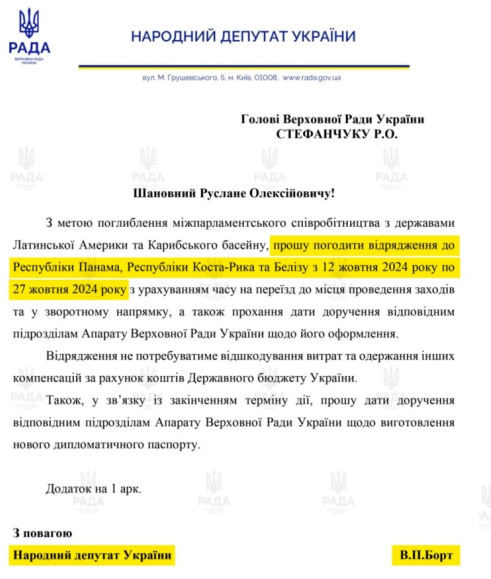 РАДА
ВЕРХОВНА РАДА
УКРАЇНИ
НАРОДНИЙ ДЕПУТАТ УКРАЇНИ
вул. М. Грушевського, 5, м. Київ, 01008, www.rada.gov.ua
Голові Верховної Ради України
СТЕФАНЧУКУ Р.О.
Шановний Руслане Олексійовичу!
З метою поглиблення міжпарламентського співробітництва з державами
Латинської Америки та Карибського басейну, прошу погодити відрядження до
Республіки Панама, Республіки Коста-Рика та Белізу з 12 жовтня 2024 року по
27 жовтня 2024 року з урахуванням часу на переїзд до місця проведення заходів
та у зворотному напрямку, а також прохання дати доручення відповідним
підрозділам Апарату Верховної Ради України щодо його оформлення.
Відрядження не потребуватиме відшкодування витрат та одержання інших
компенсацій за рахунок коштів Державного бюджету України.
Також, у зв’язку із закінченням терміну дії, прошу дати доручення
відповідним підрозділам Апарату Верховної Ради України щодо виготовлення
нового дипломатичного паспорту.
Додаток на 1 арк.
З повагою
Народний депутат України В.П.Борт